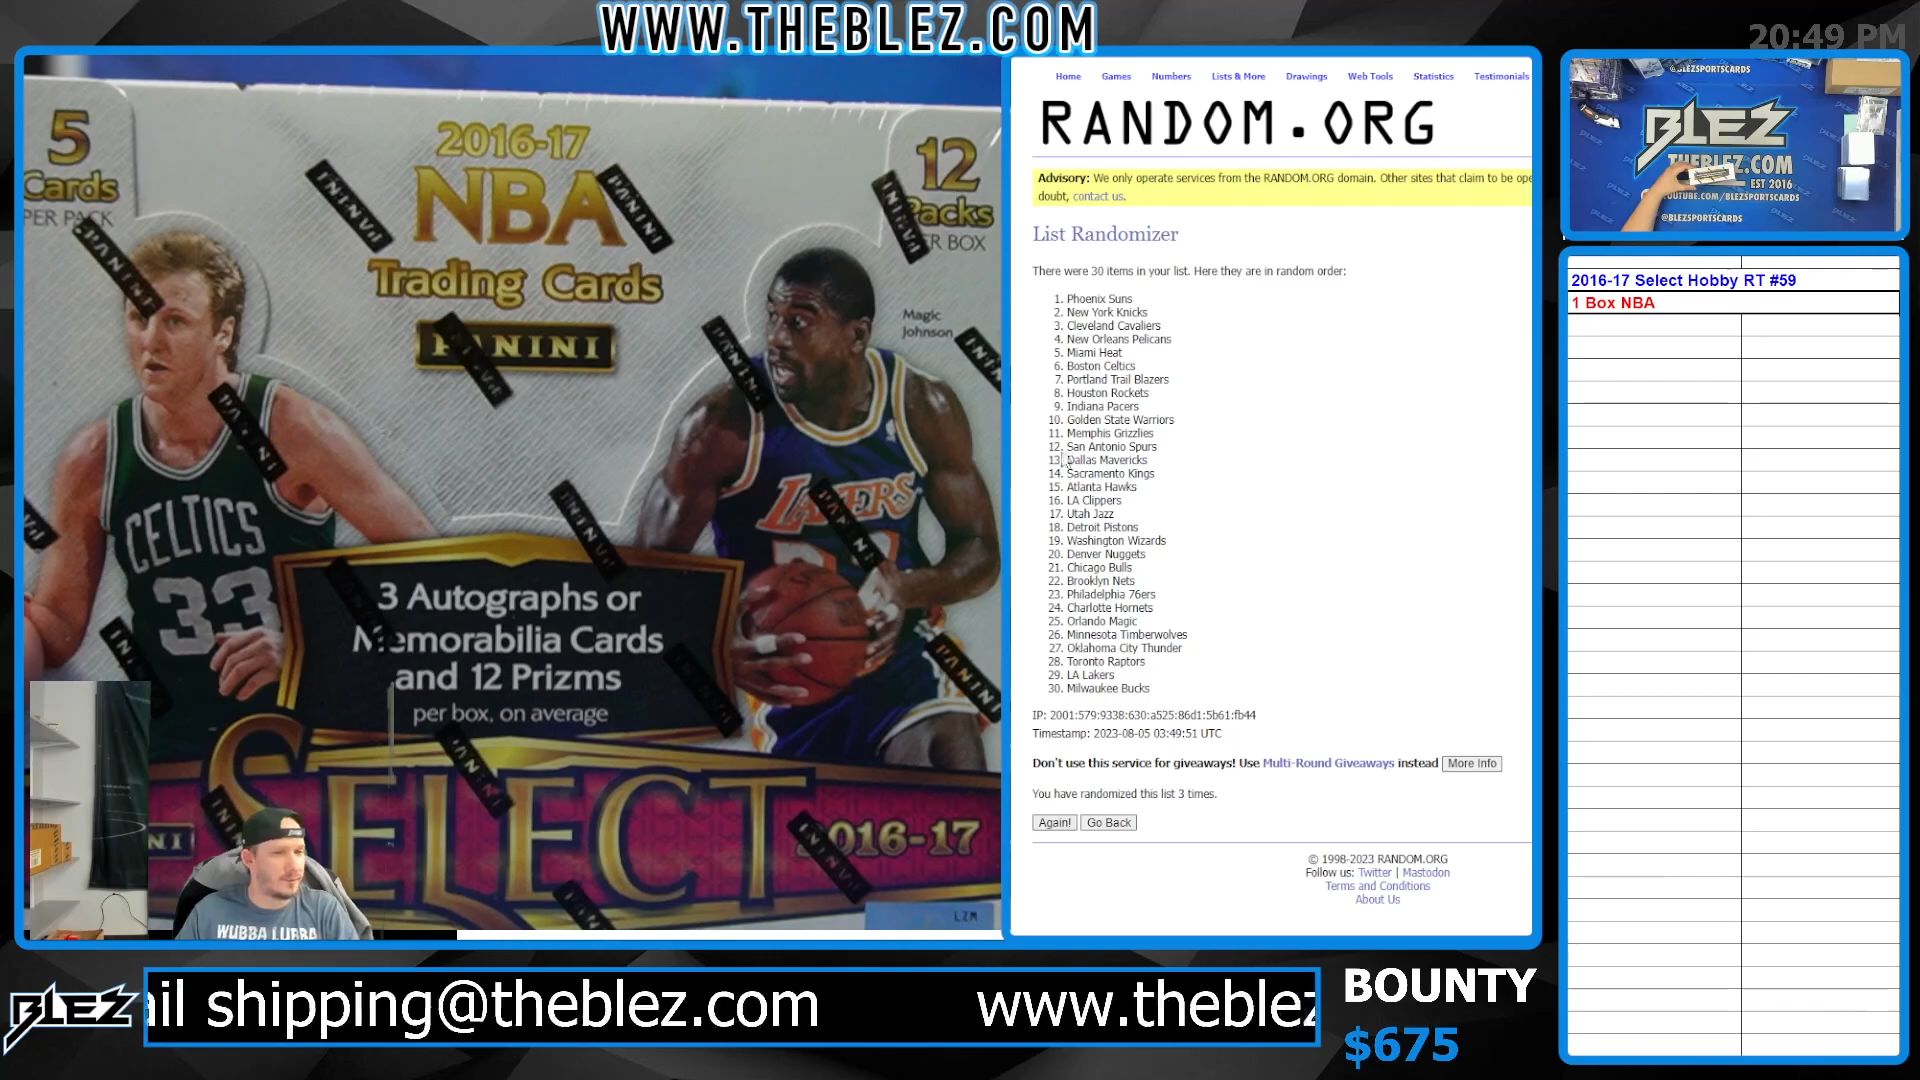 WWW.THEBLEZ.COM
20:49 PM
5
Cards
PER PACK
2016-17
NBA
Trading Cards
PANINI
12
Packs
PER BOX
Magic
Johnson
CELTICS
33
LAKERS
3 Autographs or
Memorabilia Cards
and 12 Prizms
per box, on average
SELECT
2016-17
LZM
WUBBA LUBBA
Home Games Numbers Lists & More Drawings Web Tools Statistics Testimonials
RANDOM.ORG
Advisory: We only operate services from the RANDOM.ORG domain. Other sites that claim to be ope
doubt, contact us.
List Randomizer
There were 30 items in your list. Here they are in random order:
1. Phoenix Suns
2. New York Knicks
3. Cleveland Cavaliers
4. New Orleans Pelicans
5. Miami Heat
6. Boston Celtics
7. Portland Trail Blazers
8. Houston Rockets
9. Indiana Pacers
10. Golden State Warriors
11. Memphis Grizzlies
12. San Antonio Spurs
13. Dallas Mavericks
14. Sacramento Kings
15. Atlanta Hawks
16. LA Clippers
17. Utah Jazz
18. Detroit Pistons
19. Washington Wizards
20. Denver Nuggets
21. Chicago Bulls
22. Brooklyn Nets
23. Philadelphia 76ers
24. Charlotte Hornets
25. Orlando Magic
26. Minnesota Timberwolves
27. Oklahoma City Thunder
28. Toronto Raptors
29. LA Lakers
30. Milwaukee Bucks
IP: 2001:579:9338:630:a525:86d1:5b61:fb44
Timestamp: 2023-08-05 03:49:51 UTC
Don't use this service for giveaways! Use Multi-Round Giveaways instead More Info
You have randomized this list 3 times.
Again! Go Back
© 1998-2023 RANDOM.ORG
Follow us: Twitter | Mastodon
Terms and Conditions
About Us
@BLEZSPORTSCARDS
BLEZ
THEBLEZ.COM
EST 2016
YOUTUBE.COM/BLEZSPORTSCARDS
@BLEZSPORTSCARDS
2016-17 Select Hobby RT #59
1 Box NBA
BLEZ
ail shipping@theblez.com www.theblez
BOUNTY
$675